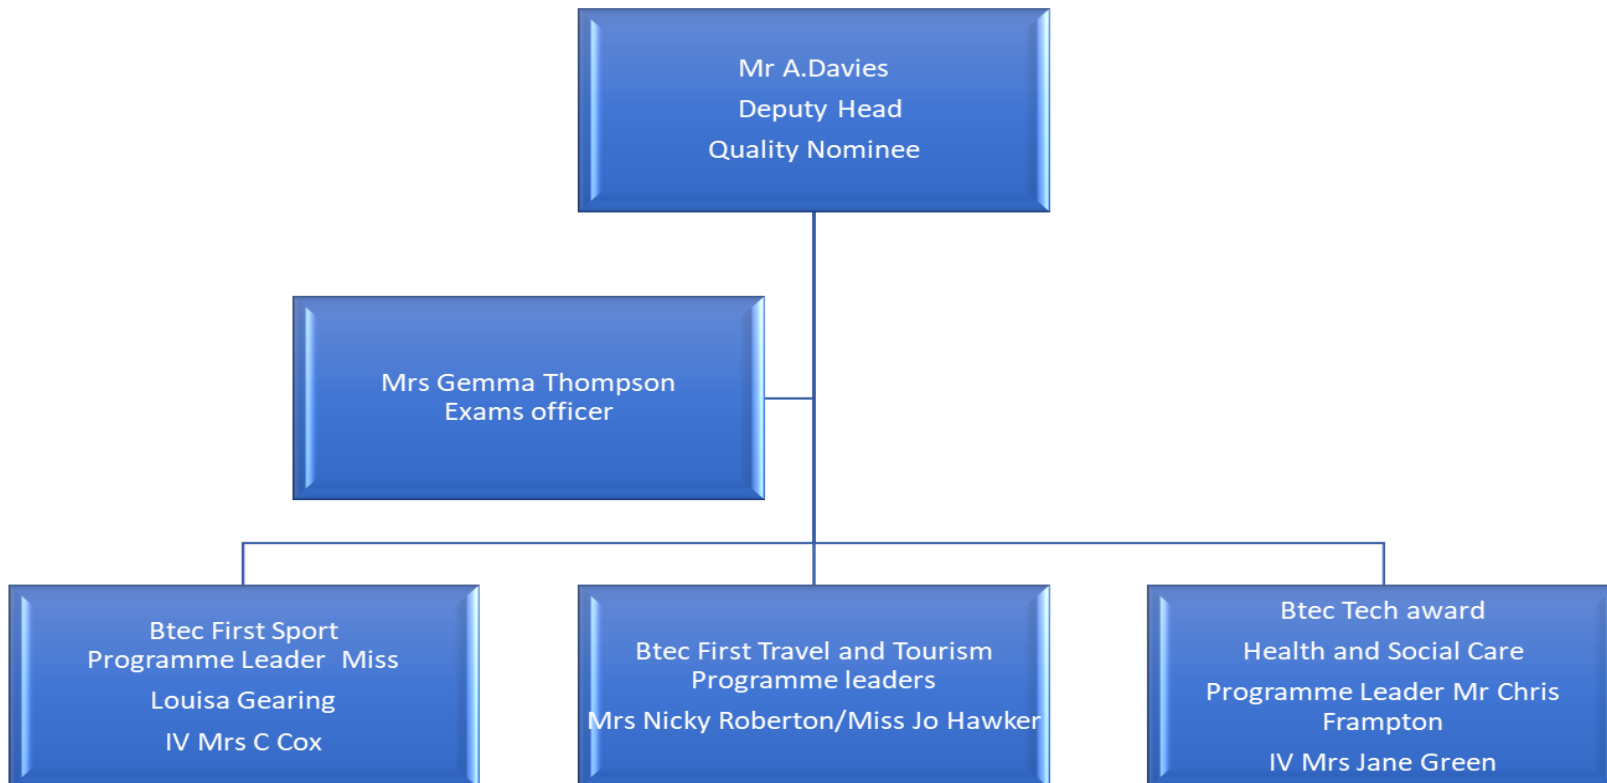 Mr A.Davies
Deputy Head
Quality Nominee
Mrs Gemma Thompson
Exams officer
Btec First Sport
Programme Leader  Miss
Louisa Gearing
IV Mrs C Cox
Btec First Travel and Tourism
Programme leaders
Mrs Nicky Roberton/Miss Jo Hawker
Btec Tech award
Health and Social Care
Programme Leader Mr Chris
Frampton
IV Mrs Jane Green